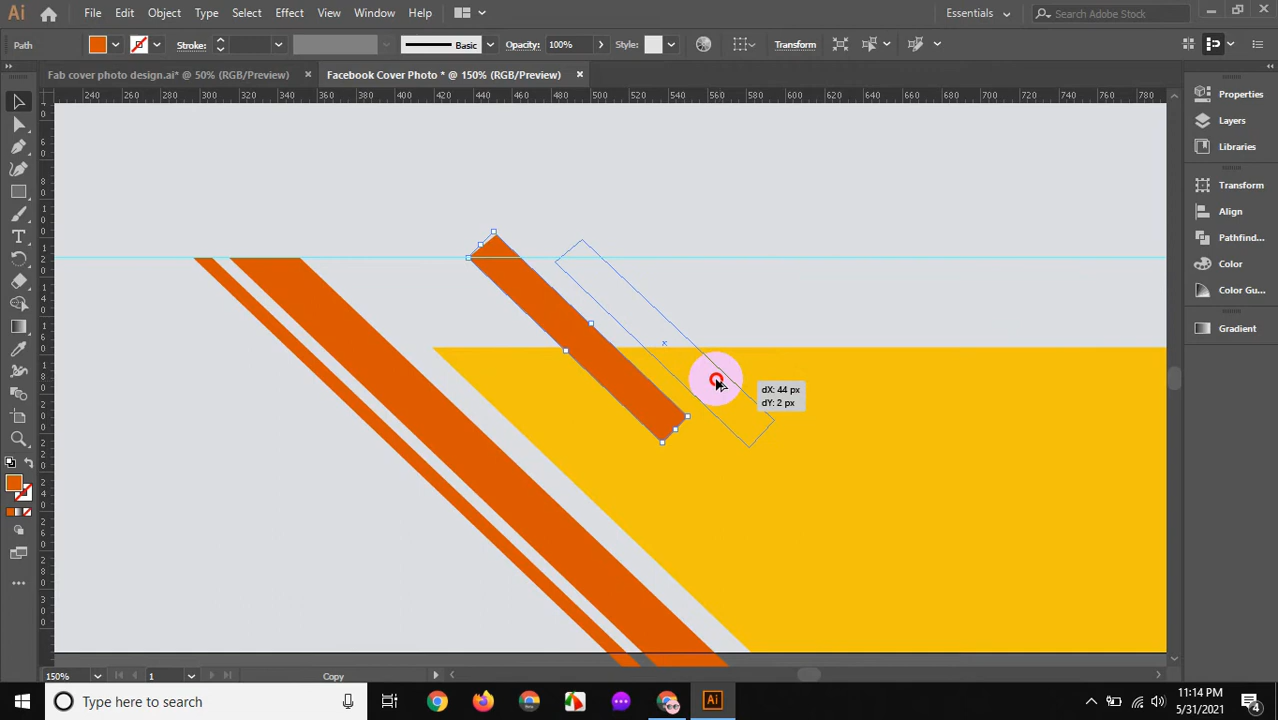 Ai File Edit Object Type Select Effect View Window Help Essentials Search Adobe Stock
Path Stroke: Basic Opacity: 100% Style: Transform
Fab cover photo design.ai* @ 50% (RGB/Preview) × Facebook Cover Photo * @ 150% (RGB/Preview) ×
240 260 280 300 320 340 360 380 400 420 440 460 480 500 520 540 560 580 600 620 640 660 680 700 720 740 760 780
Properties
Layers
Libraries
Transform
Align
Pathfind...
Color
Color Gu...
Gradient
dX: 44 px
dY: 2 px
150% 1 Copy
Type here to search
Ai
11:14 PM
5/31/2021
4